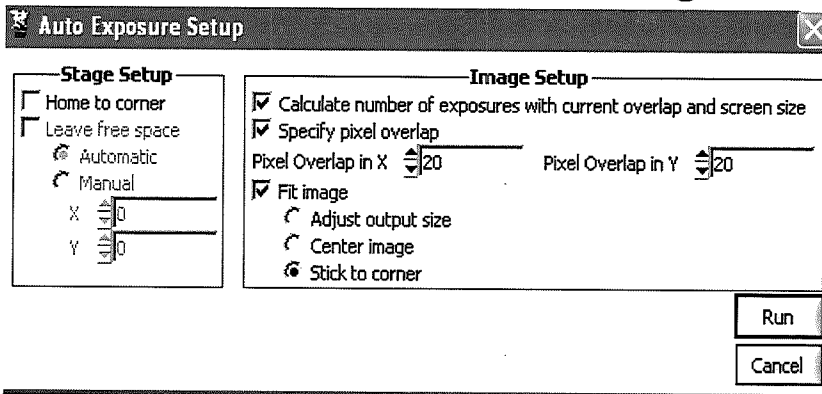 Auto Exposure Setup
Stage Setup
Home to corner
Leave free space
Automatic
Manual
X 0
Y 0
Image Setup
Calculate number of exposures with current overlap and screen size
Specify pixel overlap
Pixel Overlap in X 20 Pixel Overlap in Y 20
Fit image
Adjust output size
Center image
Stick to corner
Run
Cancel